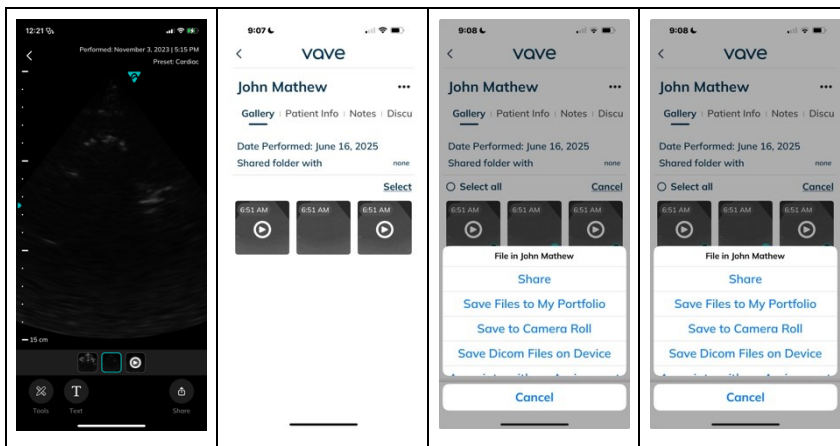 12:21
Performed: November 3, 2023 | 5:15 PM
Preset: Cardiac
15 cm
Tools
Text
Share
9:07
vave
John Mathew
Gallery | Patient Info | Notes | Discu
Date Performed: June 16, 2025
Shared folder with none
Select
6:51 AM 6:51 AM 6:51 AM
9:08
vave
John Mathew
Gallery | Patient Info | Notes | Discu
Date Performed: June 16, 2025
Shared folder with none
Select all Cancel
6:51 AM 6:51 AM 6:51 AM
File in John Mathew
Share
Save Files to My Portfolio
Save to Camera Roll
Save Dicom Files on Device
Cancel
9:08
vave
John Mathew
Gallery | Patient Info | Notes | Discu
Date Performed: June 16, 2025
Shared folder with none
Select all Cancel
6:51 AM 6:51 AM 6:51 AM
File in John Mathew
Share
Save Files to My Portfolio
Save to Camera Roll
Save Dicom Files on Device
Cancel